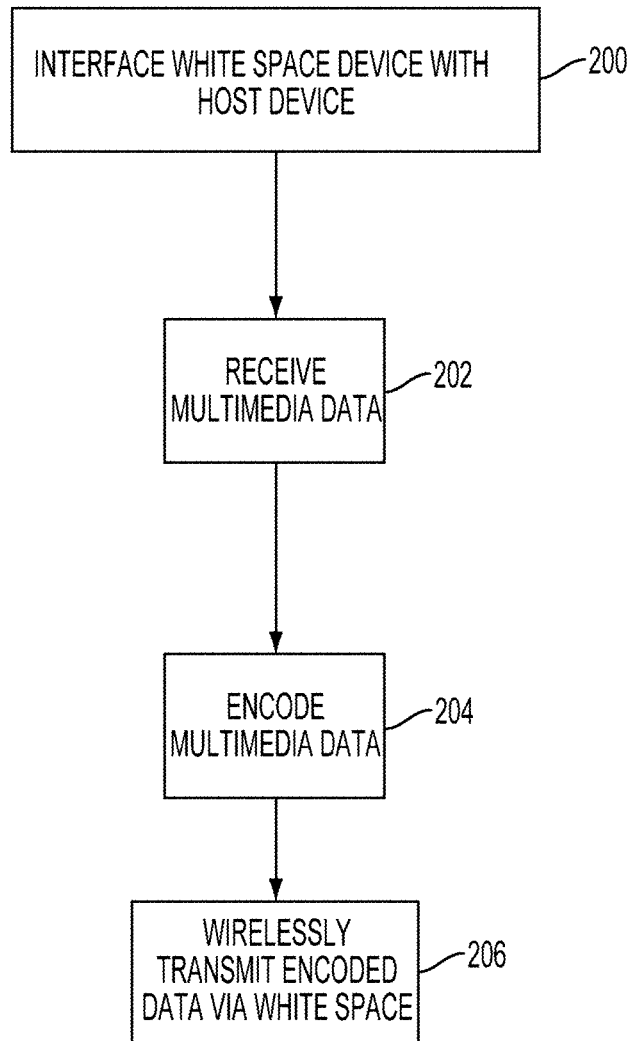 INTERFACE WHITE SPACE DEVICE WITH
HOST DEVICE
200
RECEIVE
MULTIMEDIA DATA
202
ENCODE
MULTIMEDIA DATA
204
WIRELESSLY
TRANSMIT ENCODED
DATA VIA WHITE SPACE
206